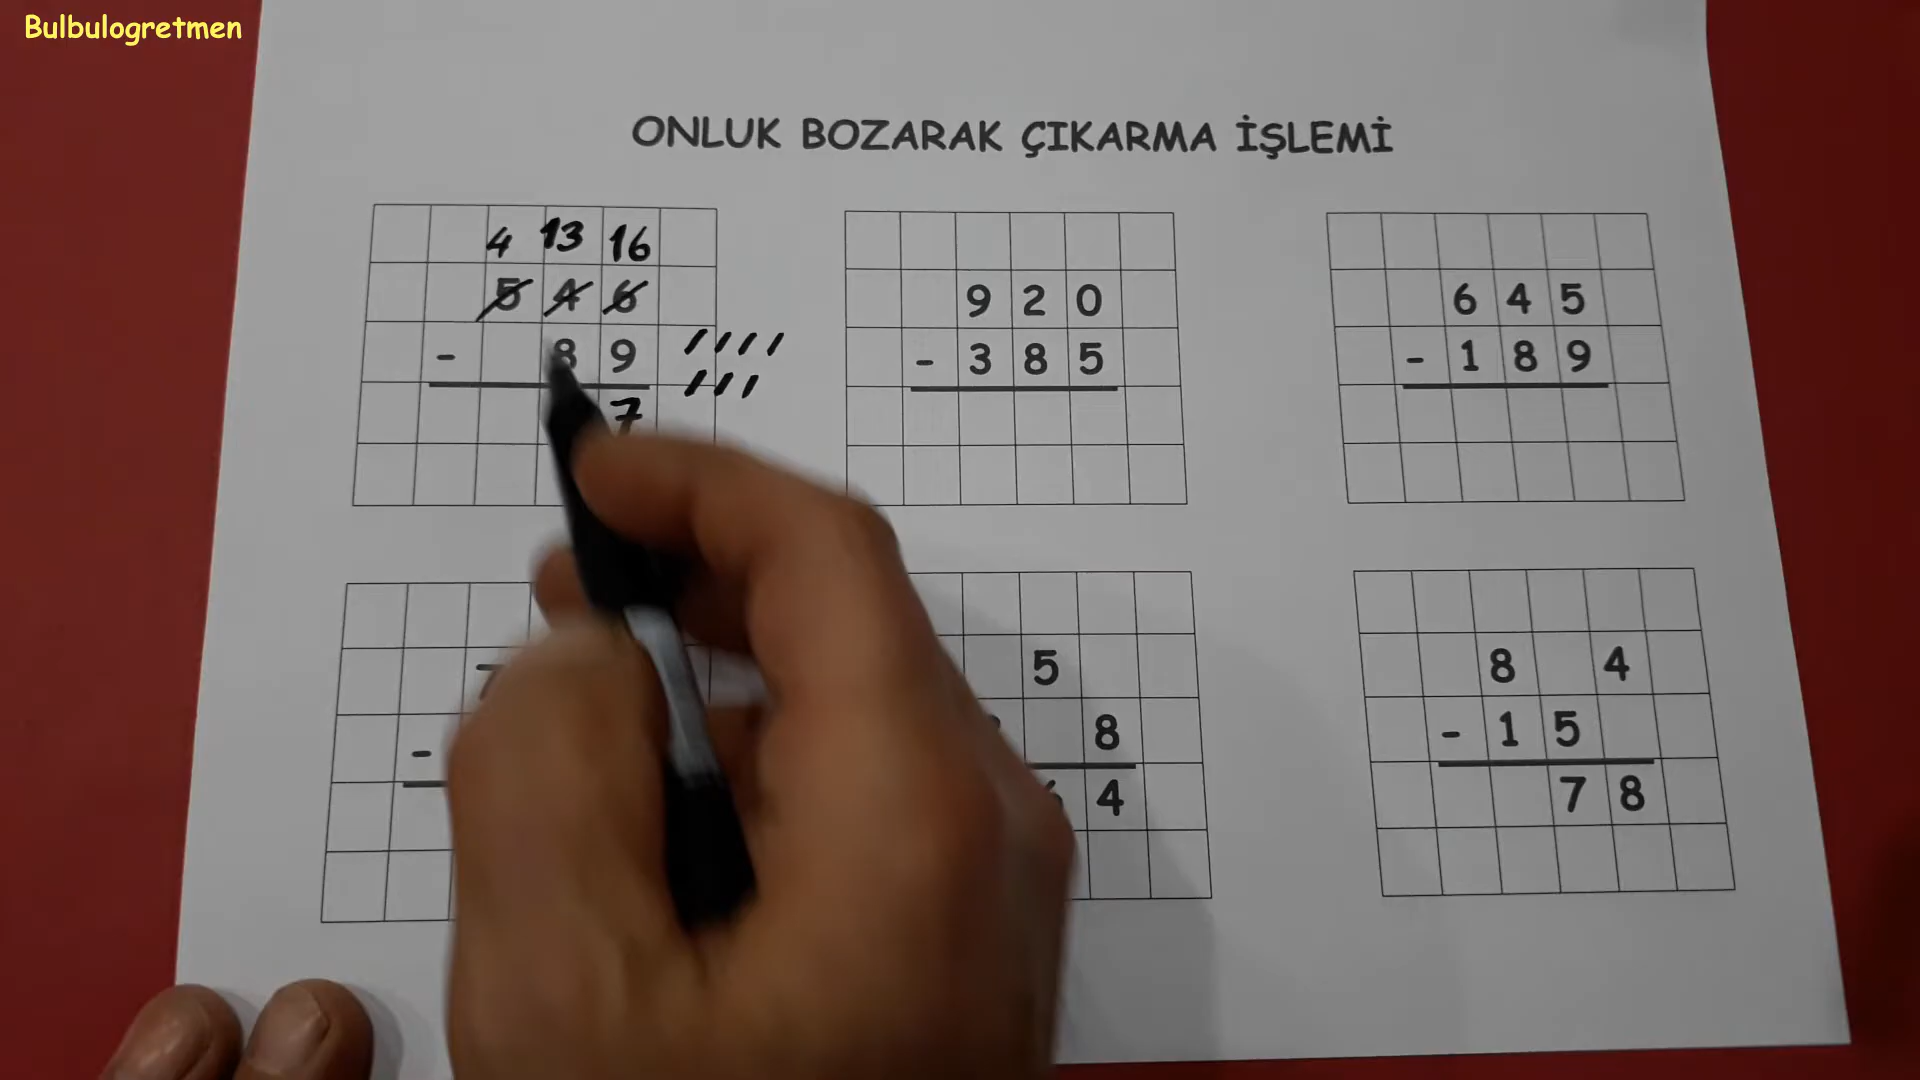 Bulbulogretmen
ONLUK BOZARAK ÇIKARMA İŞLEMİ
4 13 16
5 4 6
- 8 9
7
9 2 0
- 3 8 5
6 4 5
- 1 8 9
-
5
8
4
8 4
- 1 5
7 8